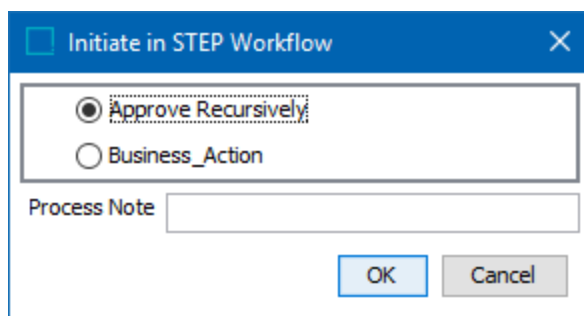 Initiate in STEP Workflow
Approve Recursively
Business_Action
Process Note
OK Cancel